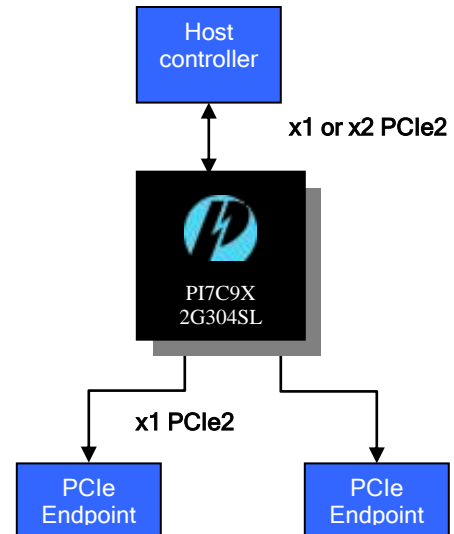 Host
controller
x1 or x2 PCIe2
PI7C9X
2G304SL
x1 PCIe2
PCIe
Endpoint
PCIe
Endpoint